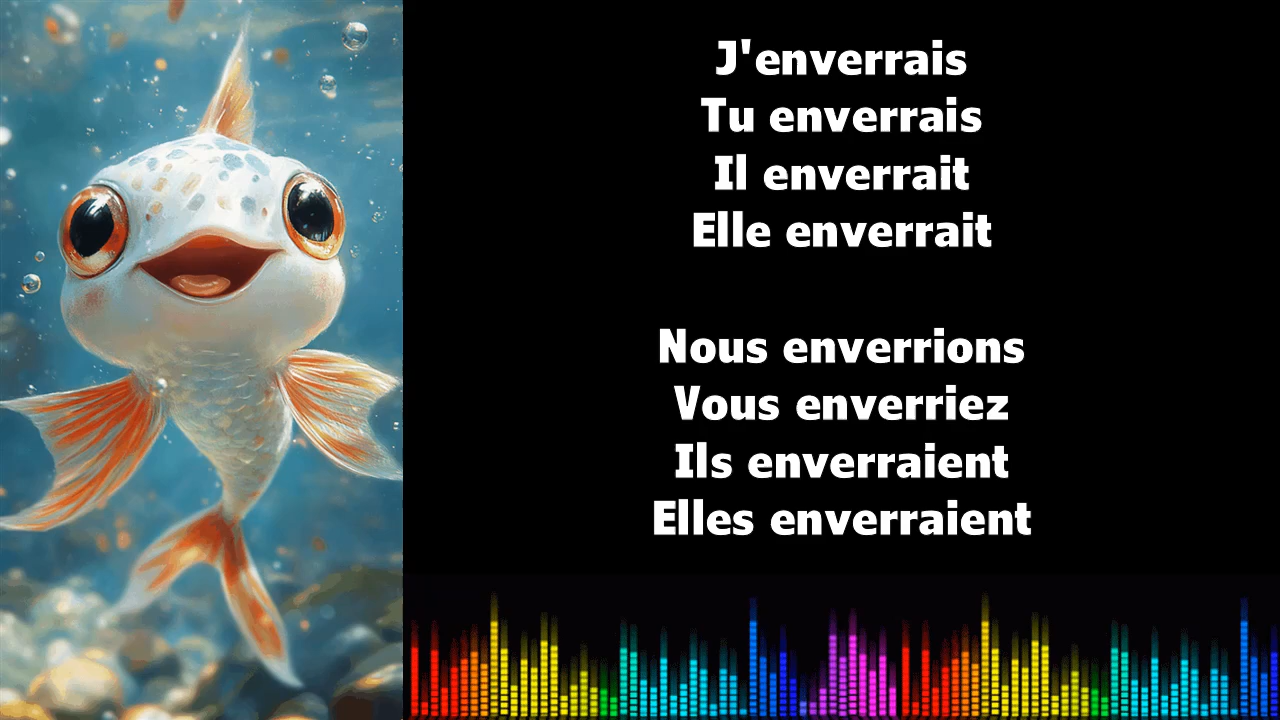 J'enverrais
Tu enverrais
Il enverrait
Elle enverrait
Nous enverrions
Vous enverriez
Ils enverraient
Elles enverraient